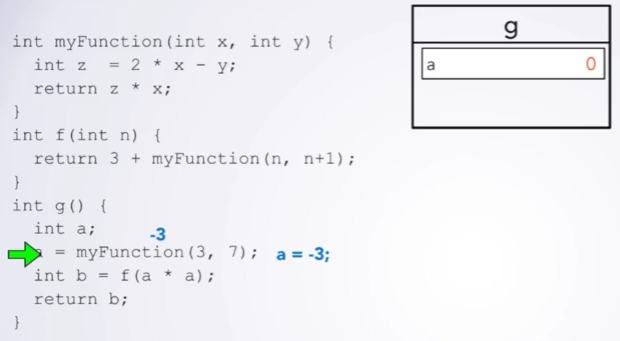 int myFunction(int x, int y) {
int z = 2 * x - y;
return z * x;
}
int f(int n) {
return 3 + myFunction(n, n+1);
}
int g() {
int a;
-3
= myFunction(3, 7); a = -3;
int b = f(a * a);
return b;
}
g
a 0